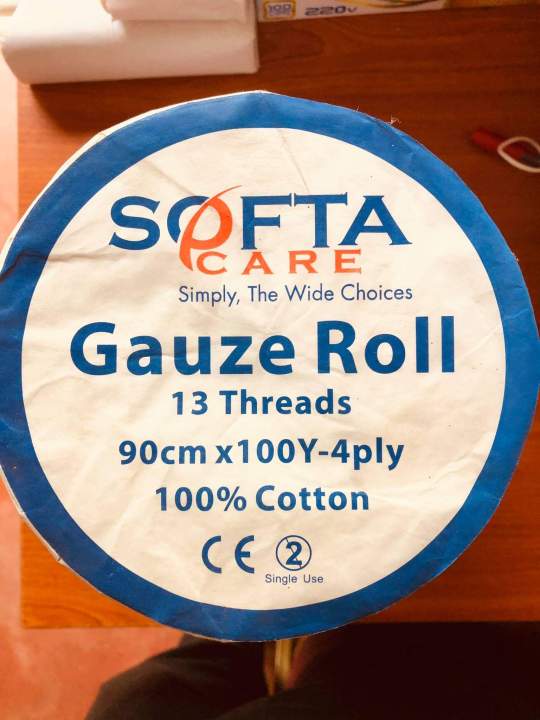 100
220v
SOFTA
CARE
Simply, The Wide Choices
Gauze Roll
13 Threads
90cm x100Y-4ply
100% Cotton
CE 2
Single Use